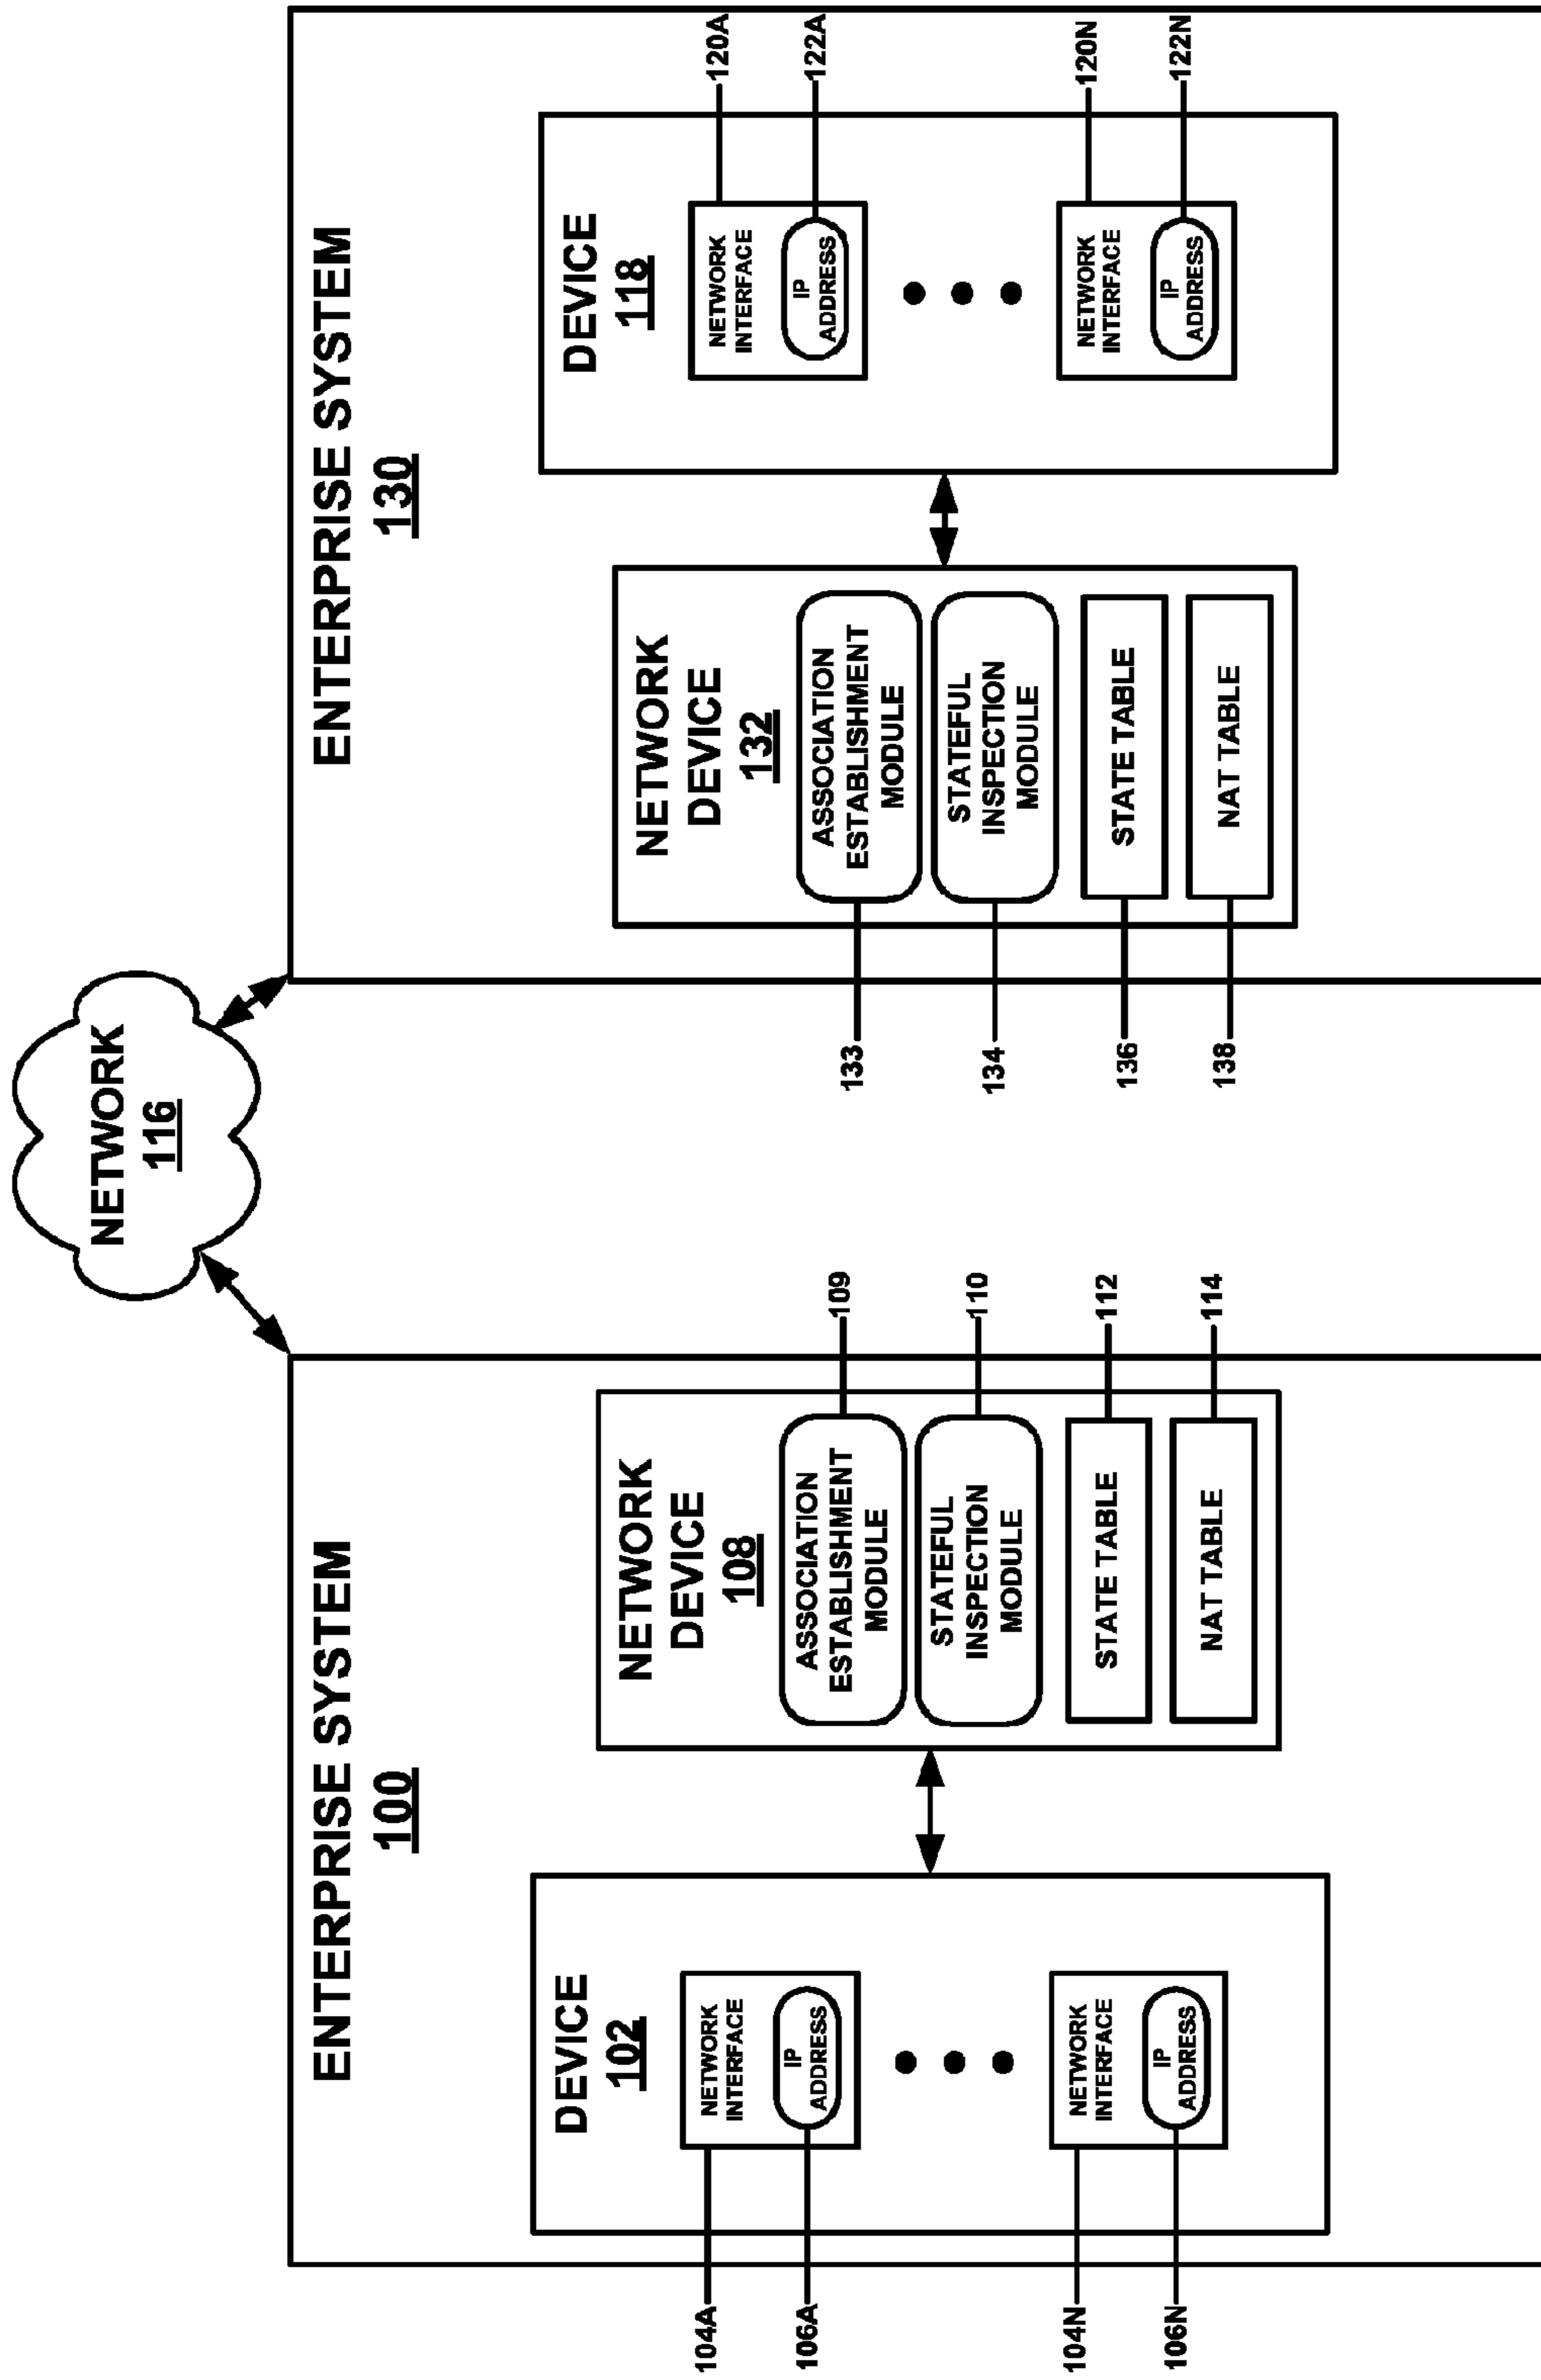 NETWORK
116
ENTERPRISE SYSTEM
100
DEVICE
102
NETWORK
INTERFACE
IP
ADDRESS
NETWORK
INTERFACE
IP
ADDRESS
104A
106A
104N
106N
NETWORK
DEVICE
108
ASSOCIATION
ESTABLISHMENT
MODULE
STATEFUL
INSPECTION
MODULE
STATE TABLE
NAT TABLE
109
110
112
114
ENTERPRISE SYSTEM
130
NETWORK
DEVICE
132
ASSOCIATION
ESTABLISHMENT
MODULE
STATEFUL
INSPECTION
MODULE
STATE TABLE
NAT TABLE
133
134
136
138
DEVICE
118
NETWORK
INTERFACE
IP
ADDRESS
NETWORK
INTERFACE
IP
ADDRESS
120A
122A
120N
122N